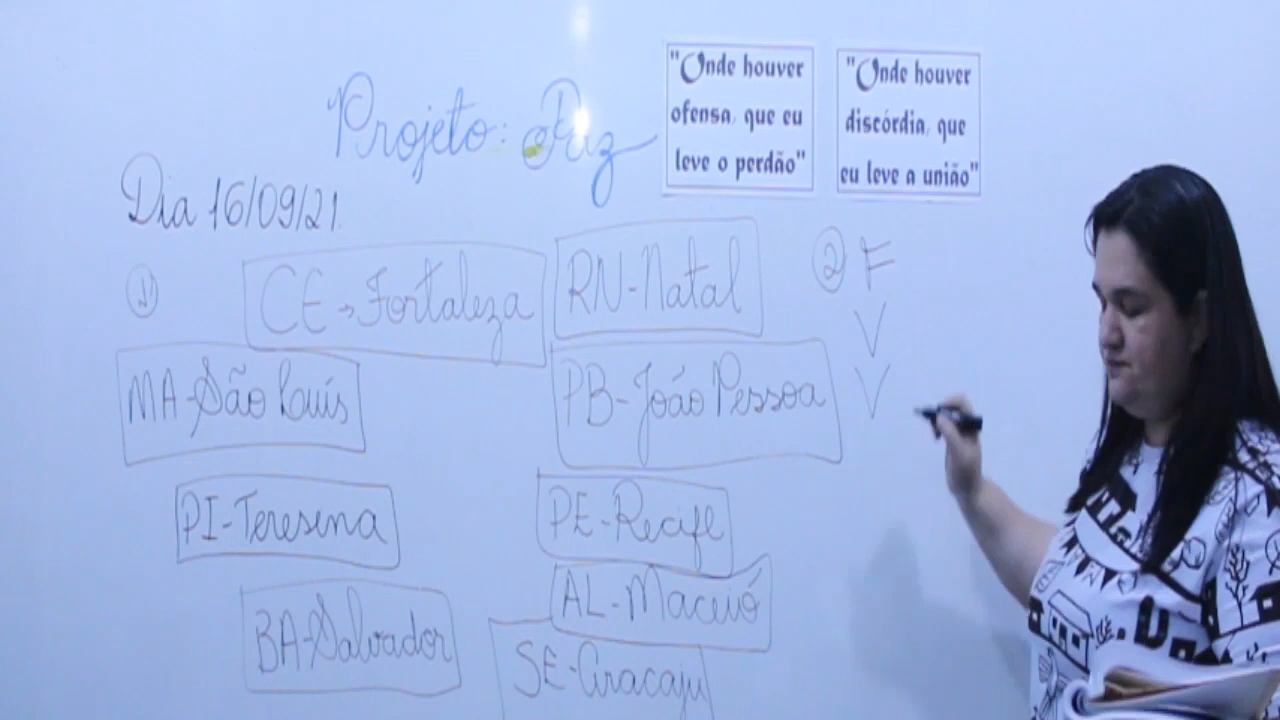 Projeto: Paz
"Onde houver
ofensa, que eu
leve o perdão"
"Onde houver
discórdia, que
eu leve a união"
Dia 16/09/21
1
CE→Fortaleza
RN-Natal
MA-São Luís
PB-João Pessoa
PI-Teresina
PE-Recife
BA-Salvador
AL-Maceió
SE-Aracaju
2 F
V
V